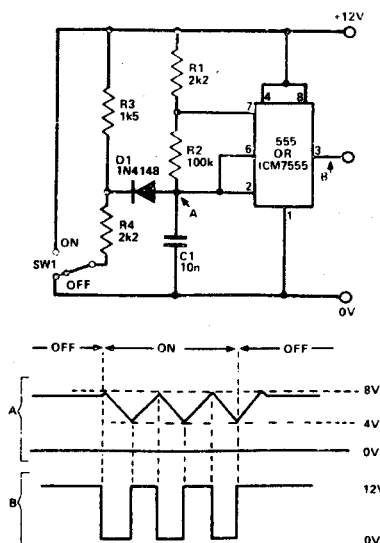 +12V
R1
2k2
R3
1k5
4 8
7
R2
100k
555
OR
ICM7555
3
B
D1
1N4148
6
2
A
1
R4
2k2
ON
SW1
OFF
C1
10n
0V
OFF ON OFF
8V
A
4V
0V
12V
B
0V